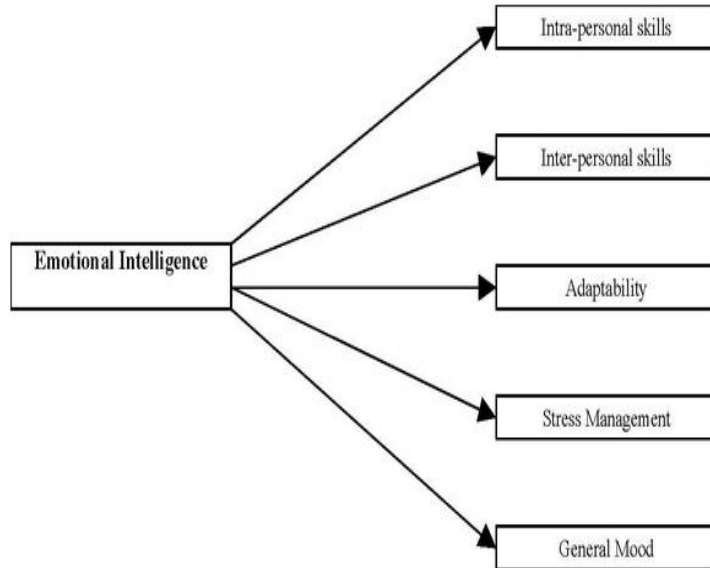 Intra-personal skills
Inter-personal skills
Emotional Intelligence
Adaptability
Stress Management
General Mood